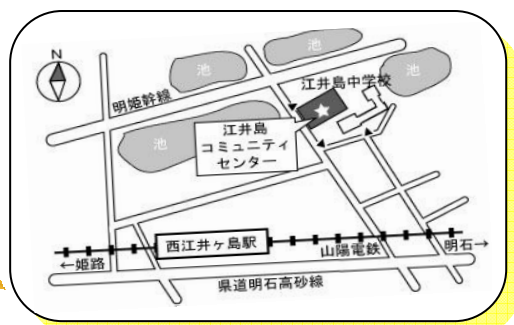 N
池
池
池
江井島中学校
明姫幹線
池
江井島
コミュニティ
センター
西江井ヶ島駅
山陽電鉄
明石→
←姫路
県道明石高砂線